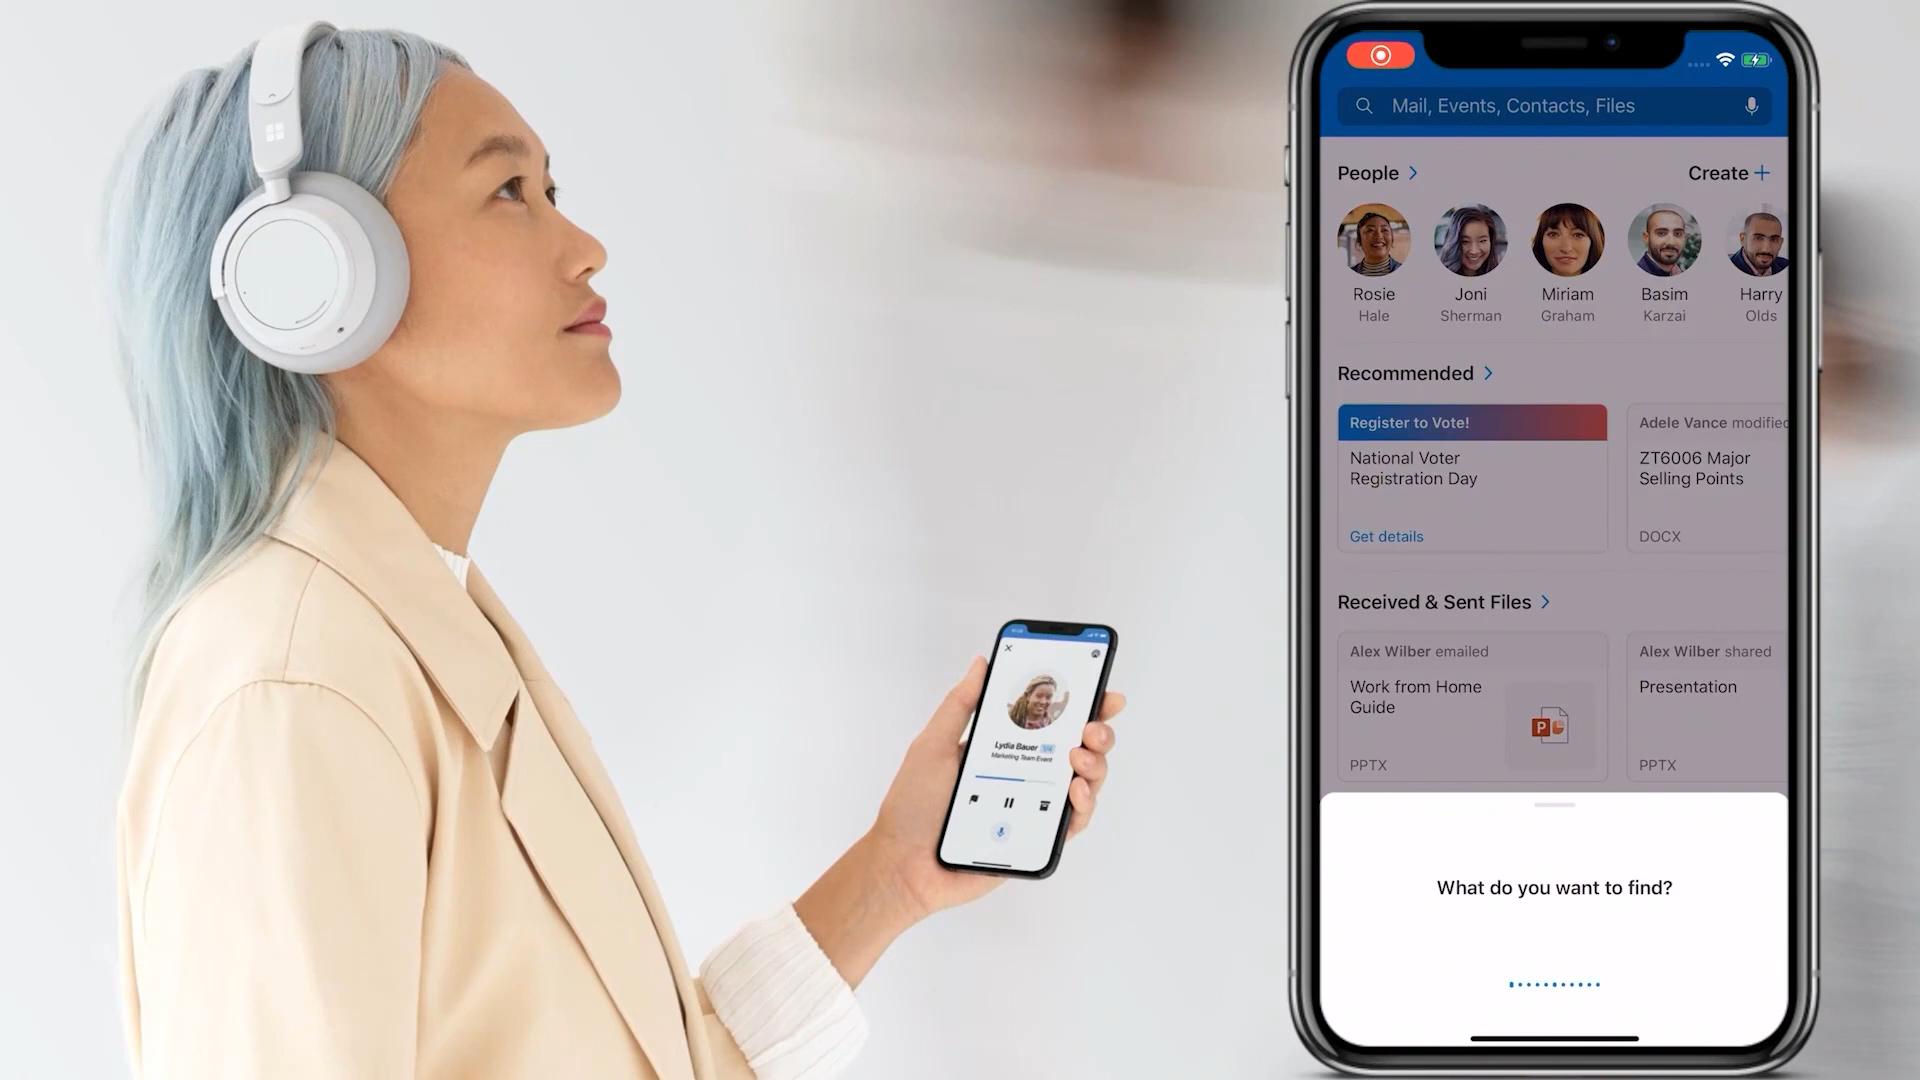 Mail, Events, Contacts, Files
People
Create
Rosie
Hale
Joni
Sherman
Miriam
Graham
Basim
Karzai
Harry
Olds
Recommended
Register to Vote!
National Voter
Registration Day
Get details
Adele Vance modified
ZT6006 Major
Selling Points
DOCX
Received & Sent Files
Alex Wilber emailed
Work from Home
Guide
P
PPTX
Alex Wilber shared
Presentation
PPTX
What do you want to find?
Lydia Bauer
Marketing Team Event